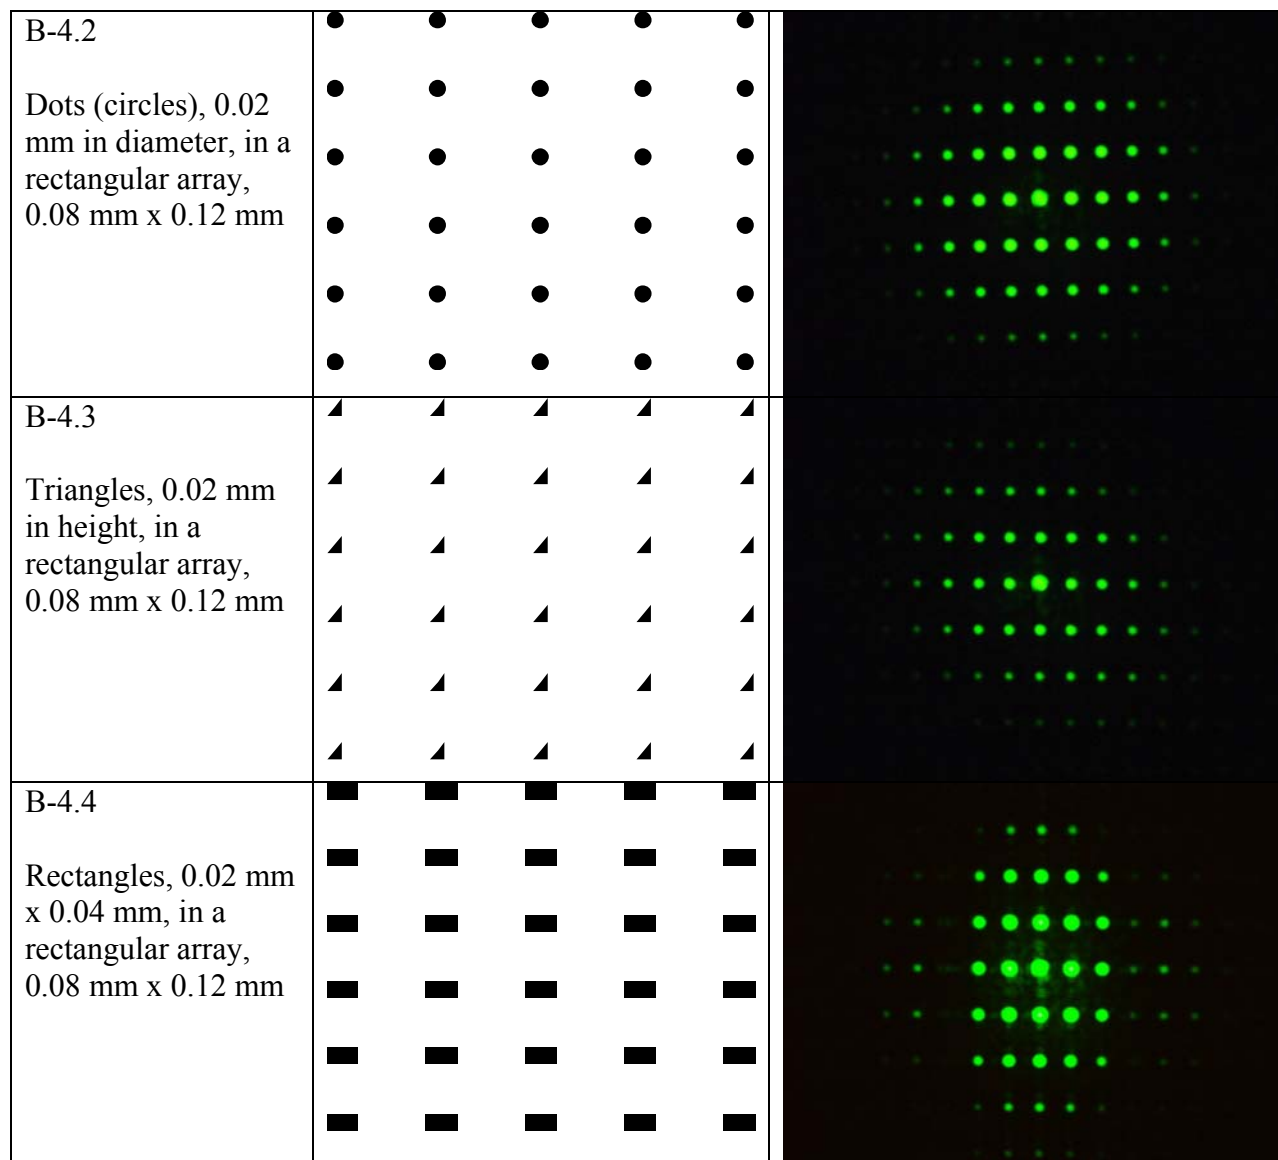 B-4.2
Dots (circles), 0.02
mm in diameter, in a
rectangular array,
0.08 mm x 0.12 mm
B-4.3
Triangles, 0.02 mm
in height, in a
rectangular array,
0.08 mm x 0.12 mm
B-4.4
Rectangles, 0.02 mm
x 0.04 mm, in a
rectangular array,
0.08 mm x 0.12 mm